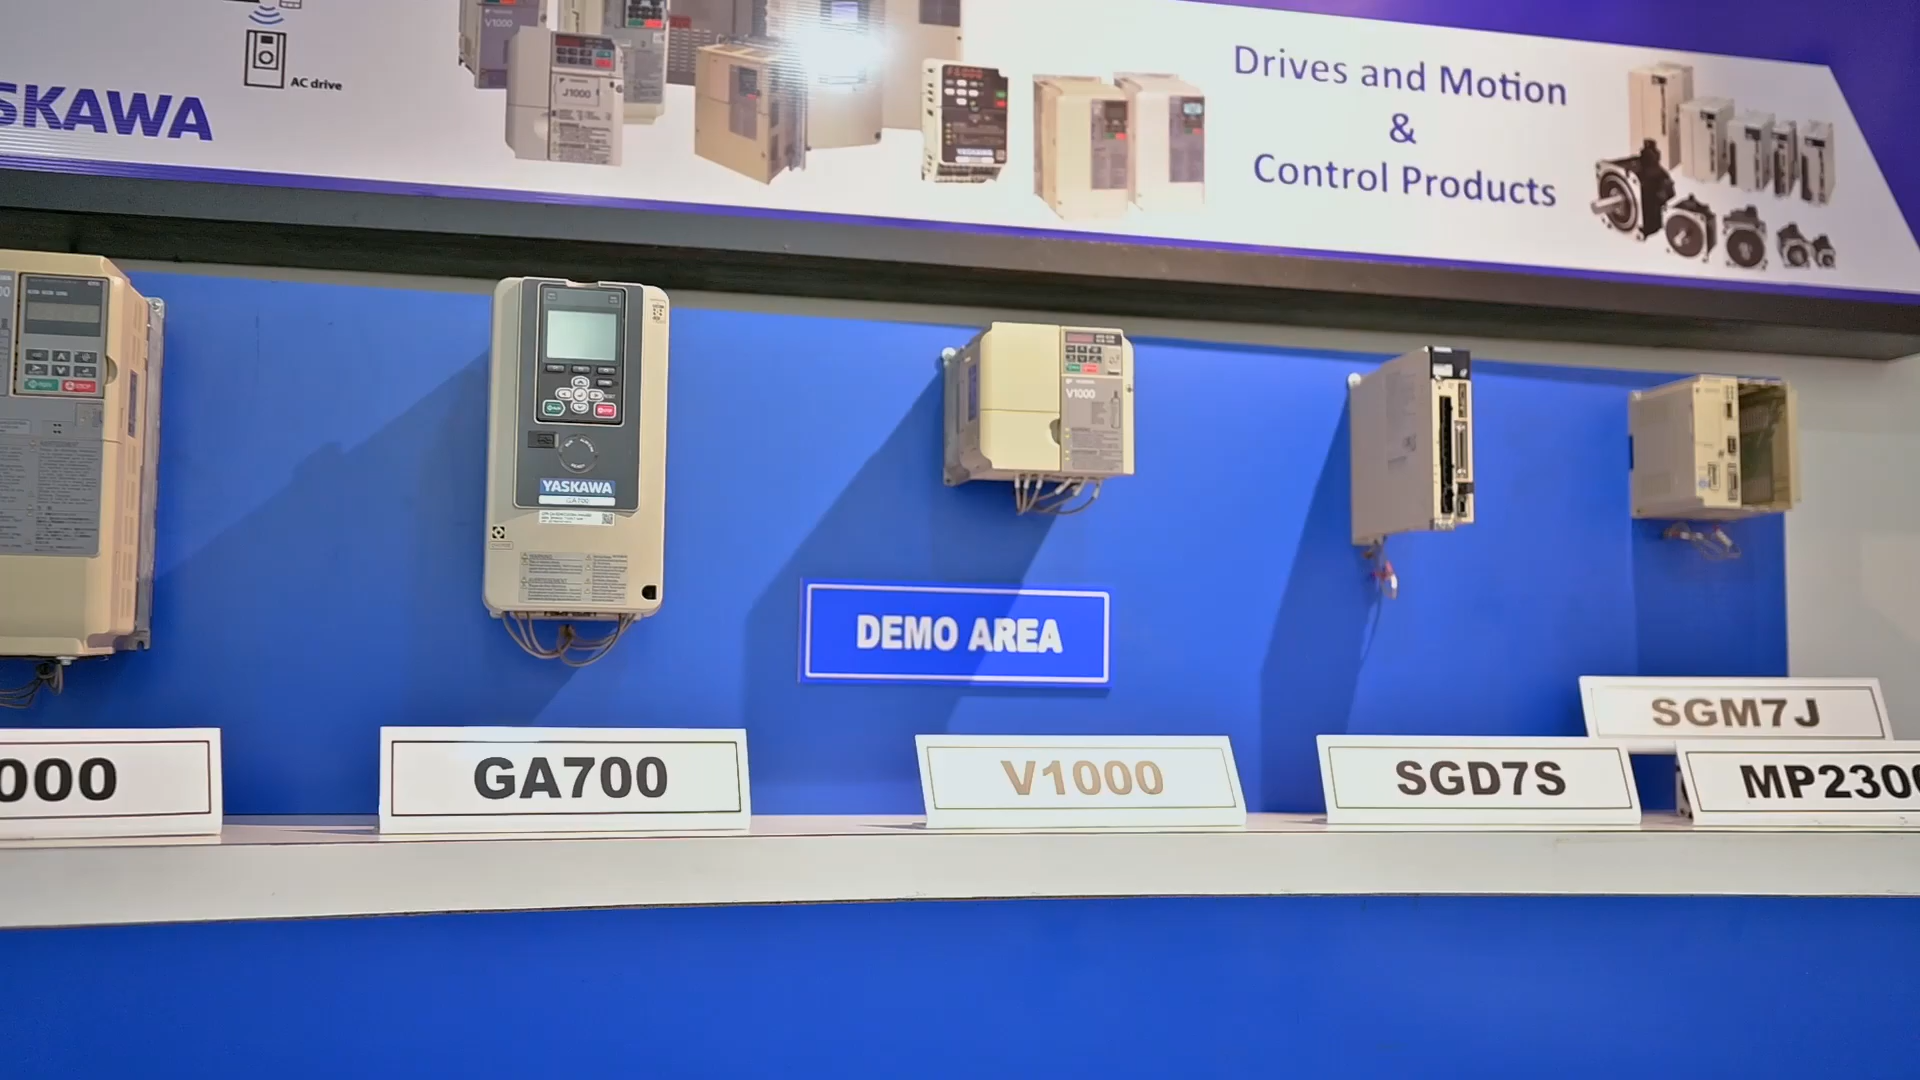 SKAWA
AC drive
V1000
J1000
Drives and Motion
&
Control Products
YASKAWA
GA700
V1000
DEMO AREA
000
GA700
V1000
SGD7S
SGM7J
MP230